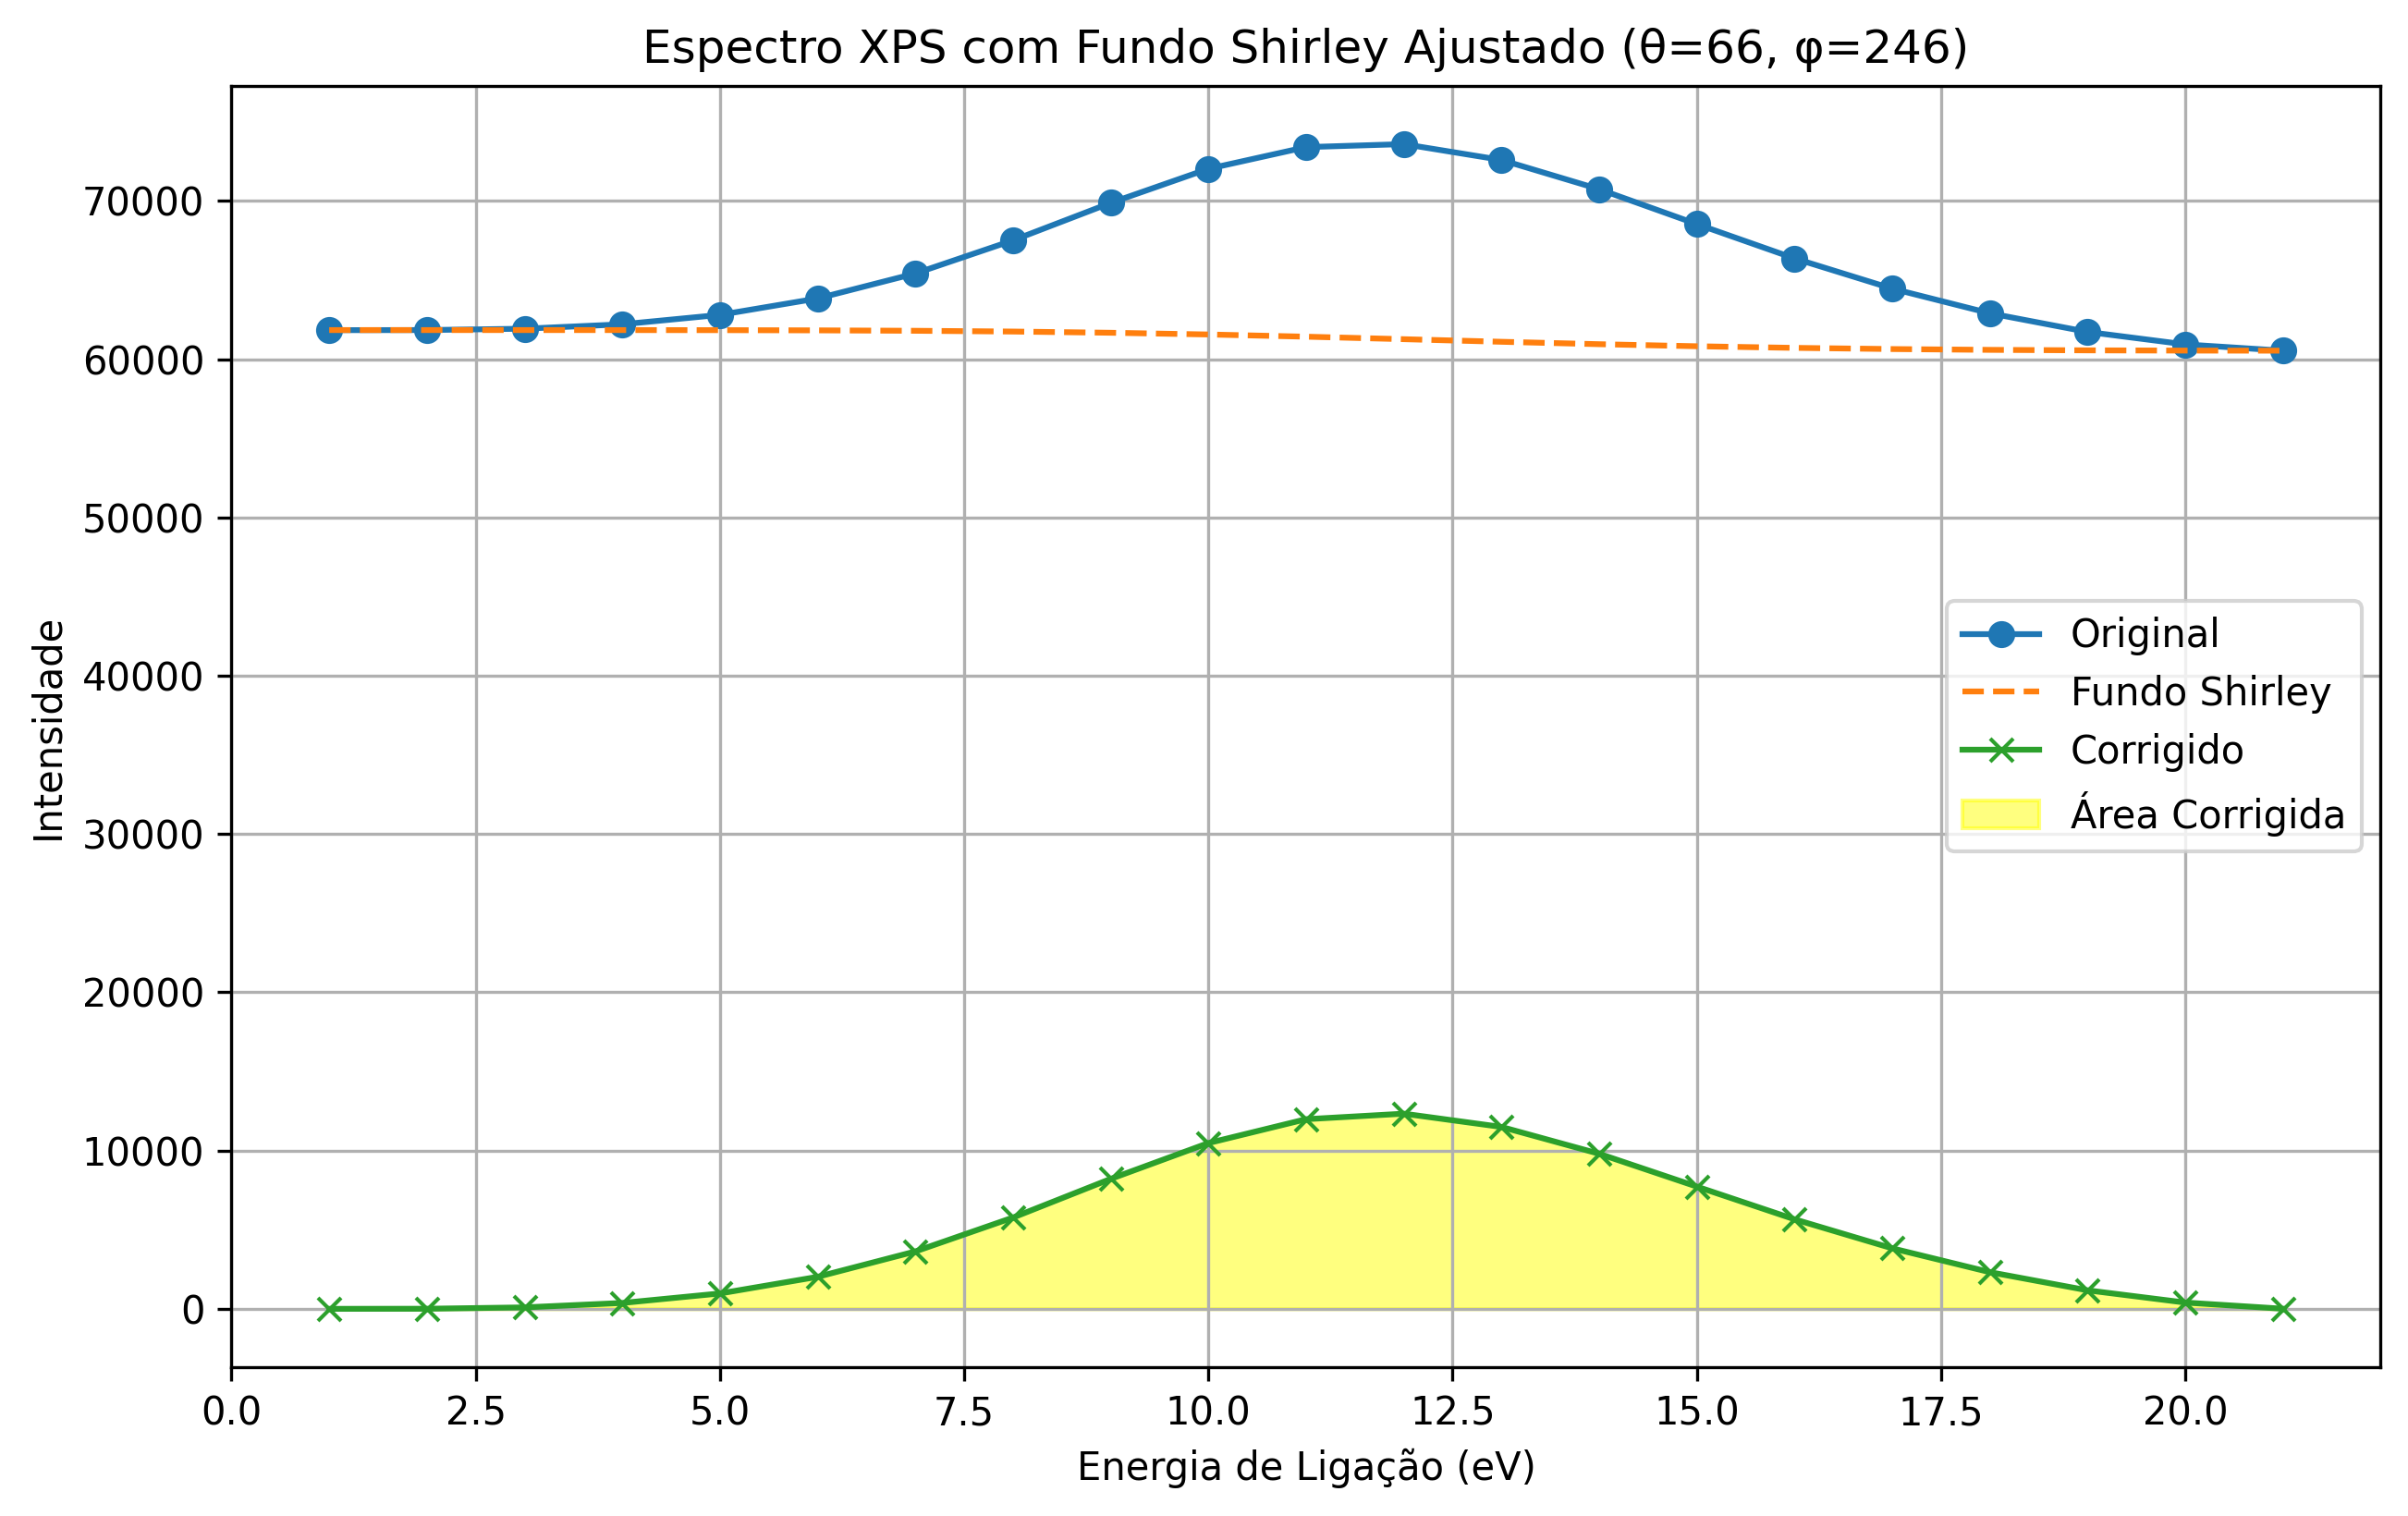 Espectro XPS com Fundo Shirley Ajustado (θ=66, φ=246)
Intensidade
70000
60000
50000
40000
30000
20000
10000
0
Original
Fundo Shirley
Corrigido
Área Corrigida
0.0 2.5 5.0 7.5 10.0 12.5 15.0 17.5 20.0
Energia de Ligação (eV)